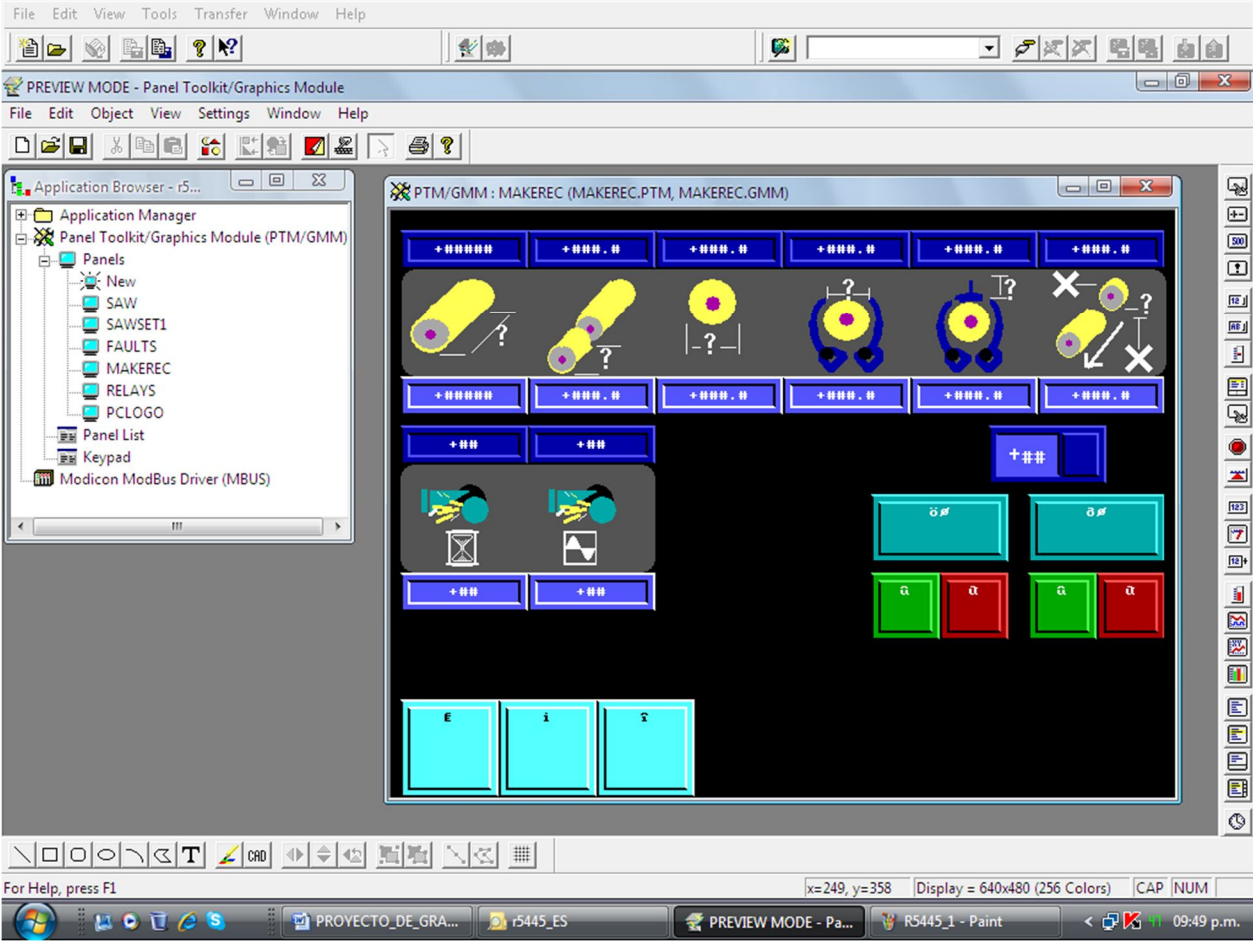 File Edit View Tools Transfer Window Help
PREVIEW MODE - Panel Toolkit/Graphics Module
File Edit Object View Settings Window Help
Application Browser - r5...
Application Manager
Panel Toolkit/Graphics Module (PTM/GMM)
Panels
New
SAW
SAWSET1
FAULTS
MAKEREC
RELAYS
PCLOGO
Panel List
Keypad
Modicon ModBus Driver (MBUS)
PTM/GMM : MAKEREC (MAKEREC.PTM, MAKEREC.GMM)
+##### +###.# +###.# +###.# +###.# +###.#
? ? ? ? ? ?
+##### +###.# +###.# +###.# +###.# +###.#
+## +##
+##
öø öø
+## +##
â â
i
T CAD
For Help, press F1
x=249, y=358 Display = 640x480 (256 Colors) CAP NUM
PROYECTO_DE_GRA... r5445_ES PREVIEW MODE - Pa... R5445_1 - Paint 09:49 p.m.